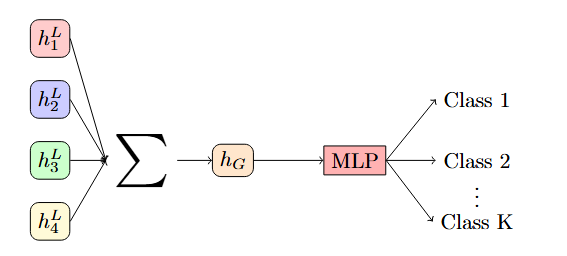 h_1^L
h_2^L
h_3^L
h_4^L
∑
h_G
MLP
Class 1
Class 2
⋮
Class K